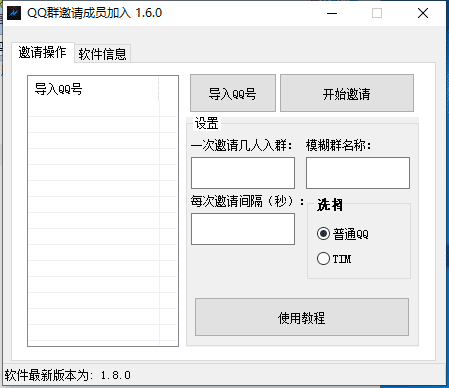 QQ群邀请成员加入 1.6.0
邀请操作
软件信息
导入QQ号
导入QQ号
开始邀请
设置
一次邀请几人入群:
模糊群名称:
每次邀请间隔（秒）:
选择
普通QQ
TIM
使用教程
软件最新版本为: 1.8.0